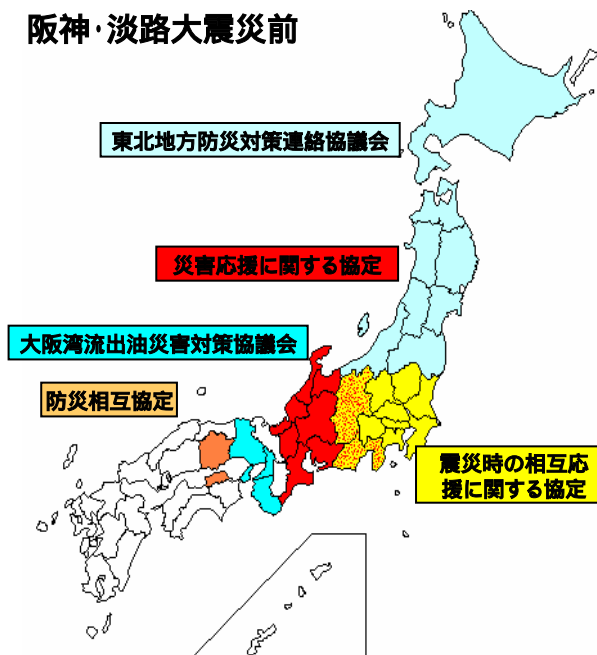 阪神・淡路大震災前
東北地方防災対策連絡協議会
災害応援に関する協定
大阪湾流出油災害対策協議会
防災相互協定
震災時の相互応
援に関する協定